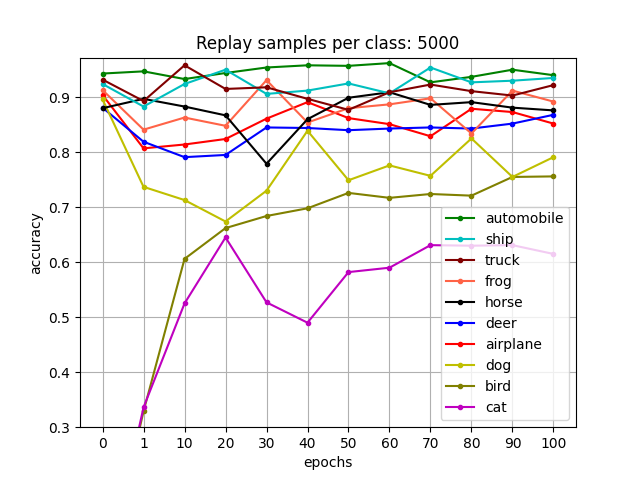 Replay samples per class: 5000
accuracy
0.9
0.8
0.7
0.6
0.5
0.4
0.3
automobile
ship
truck
frog
horse
deer
airplane
dog
bird
cat
0 1 10 20 30 40 50 60 70 80 90 100
epochs